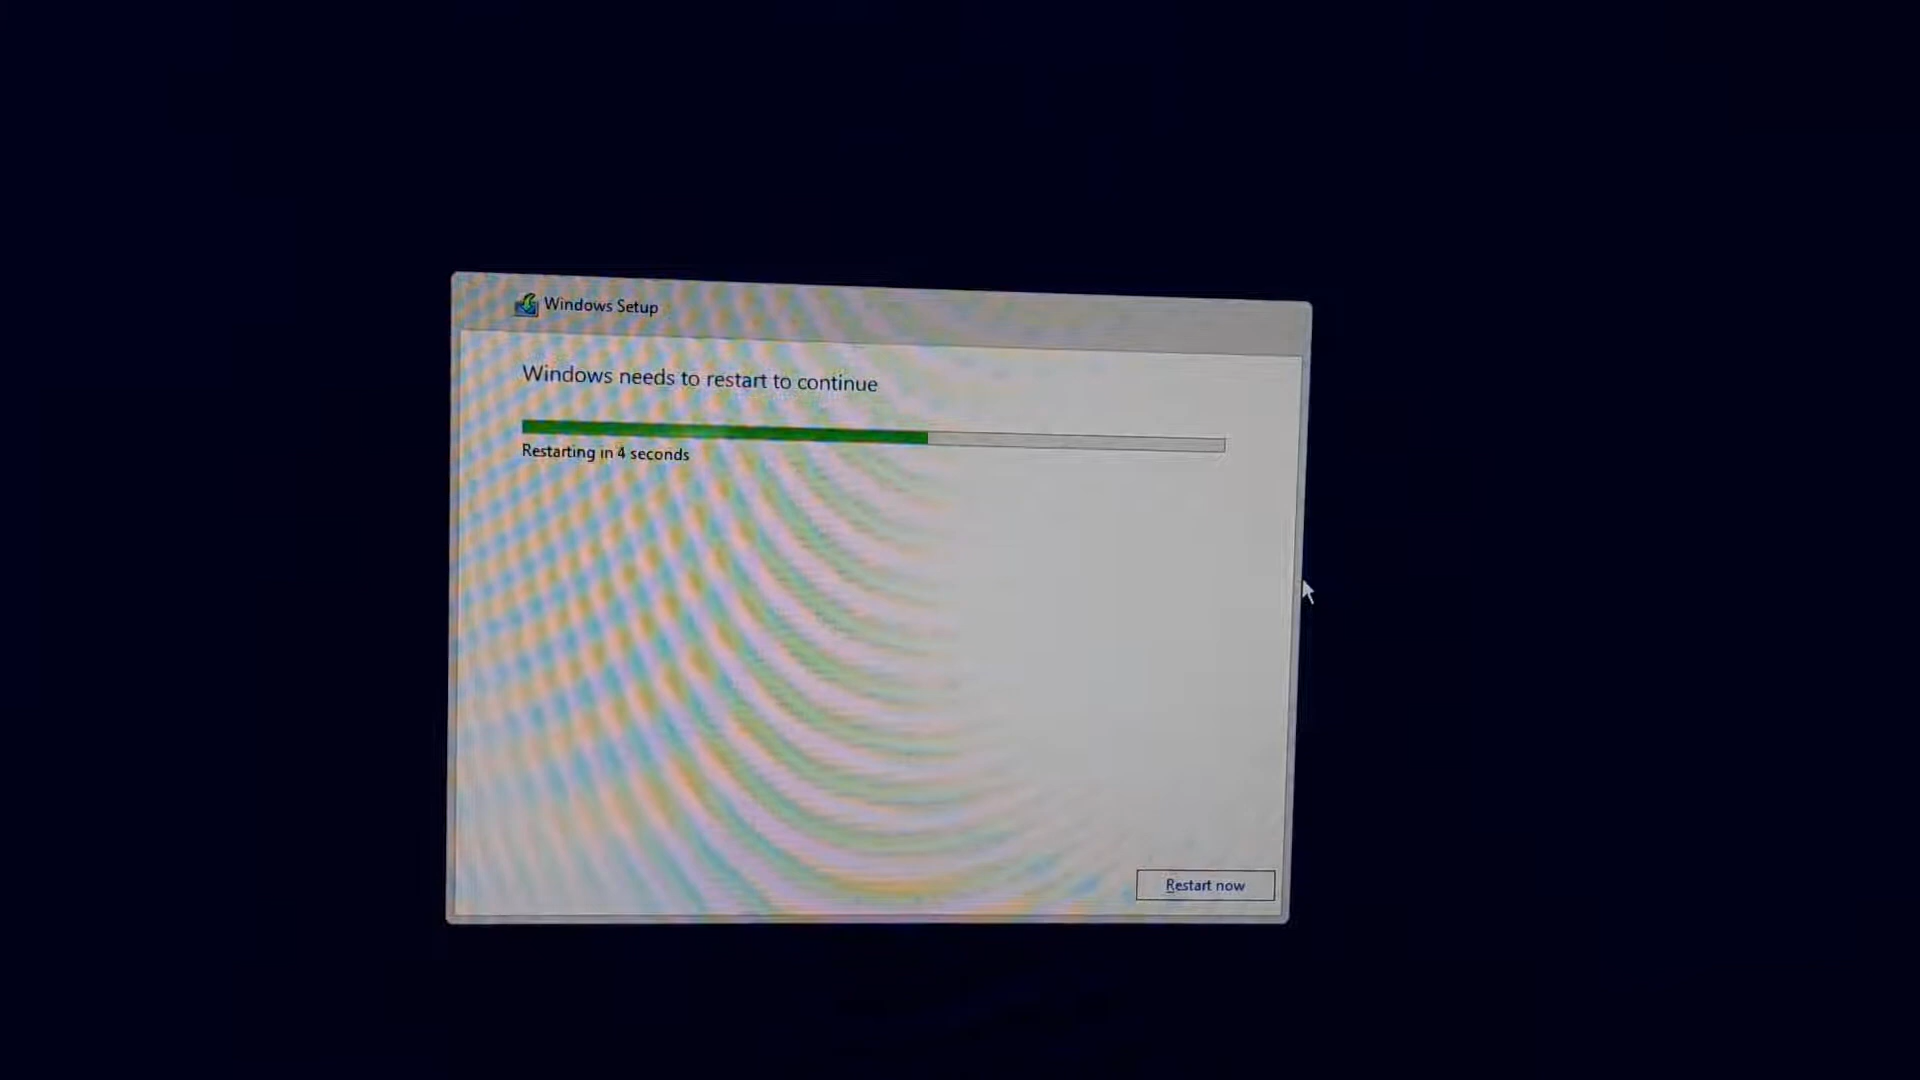 Windows Setup
Windows needs to restart to continue
Restarting in 4 seconds
Restart now